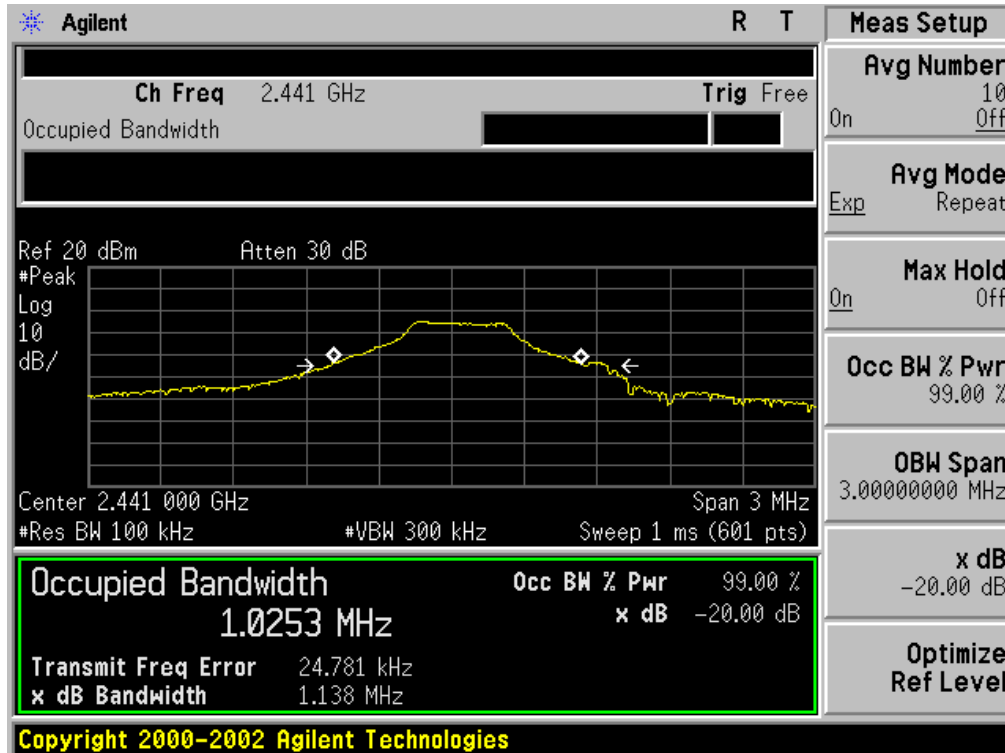 Agilent R T
Ch Freq 2.441 GHz Trig Free
Occupied Bandwidth
Ref 20 dBm Atten 30 dB
#Peak
Log
10
dB/
Center 2.441 000 GHz Span 3 MHz
#Res BW 100 kHz #VBW 300 kHz Sweep 1 ms (601 pts)
Occupied Bandwidth Occ BW % Pwr 99.00 %
1.0253 MHz x dB -20.00 dB
Transmit Freq Error 24.781 kHz
x dB Bandwidth 1.138 MHz
Copyright 2000-2002 Agilent Technologies
Meas Setup
Avg Number
10
On Off
Avg Mode
Exp Repeat
Max Hold
On Off
Occ BW % Pwr
99.00 %
OBW Span
3.00000000 MHz
x dB
-20.00 dB
Optimize
Ref Level